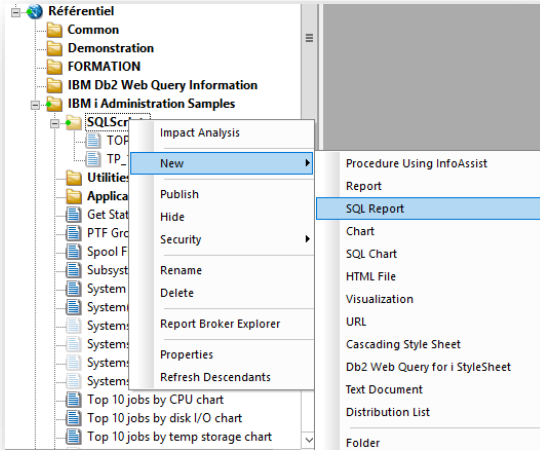 Référentiel
Common
Demonstration
FORMATION
IBM Db2 Web Query Information
IBM i Administration Samples
SQLScr
TOP
TP_
Utilities
Applica
Get Stat
PTF Gro
Spool F
Subsyst
System
System(
Systems
Systems
Systems
Top 10 jobs by CPU chart
Top 10 jobs by disk I/O chart
Top 10 jobs by temp storage chart
Impact Analysis
New
Publish
Hide
Security
Rename
Delete
Report Broker Explorer
Properties
Refresh Descendants
Procedure Using InfoAssist
Report
SQL Report
Chart
SQL Chart
HTML File
Visualization
URL
Cascading Style Sheet
Db2 Web Query for i StyleSheet
Text Document
Distribution List
Folder